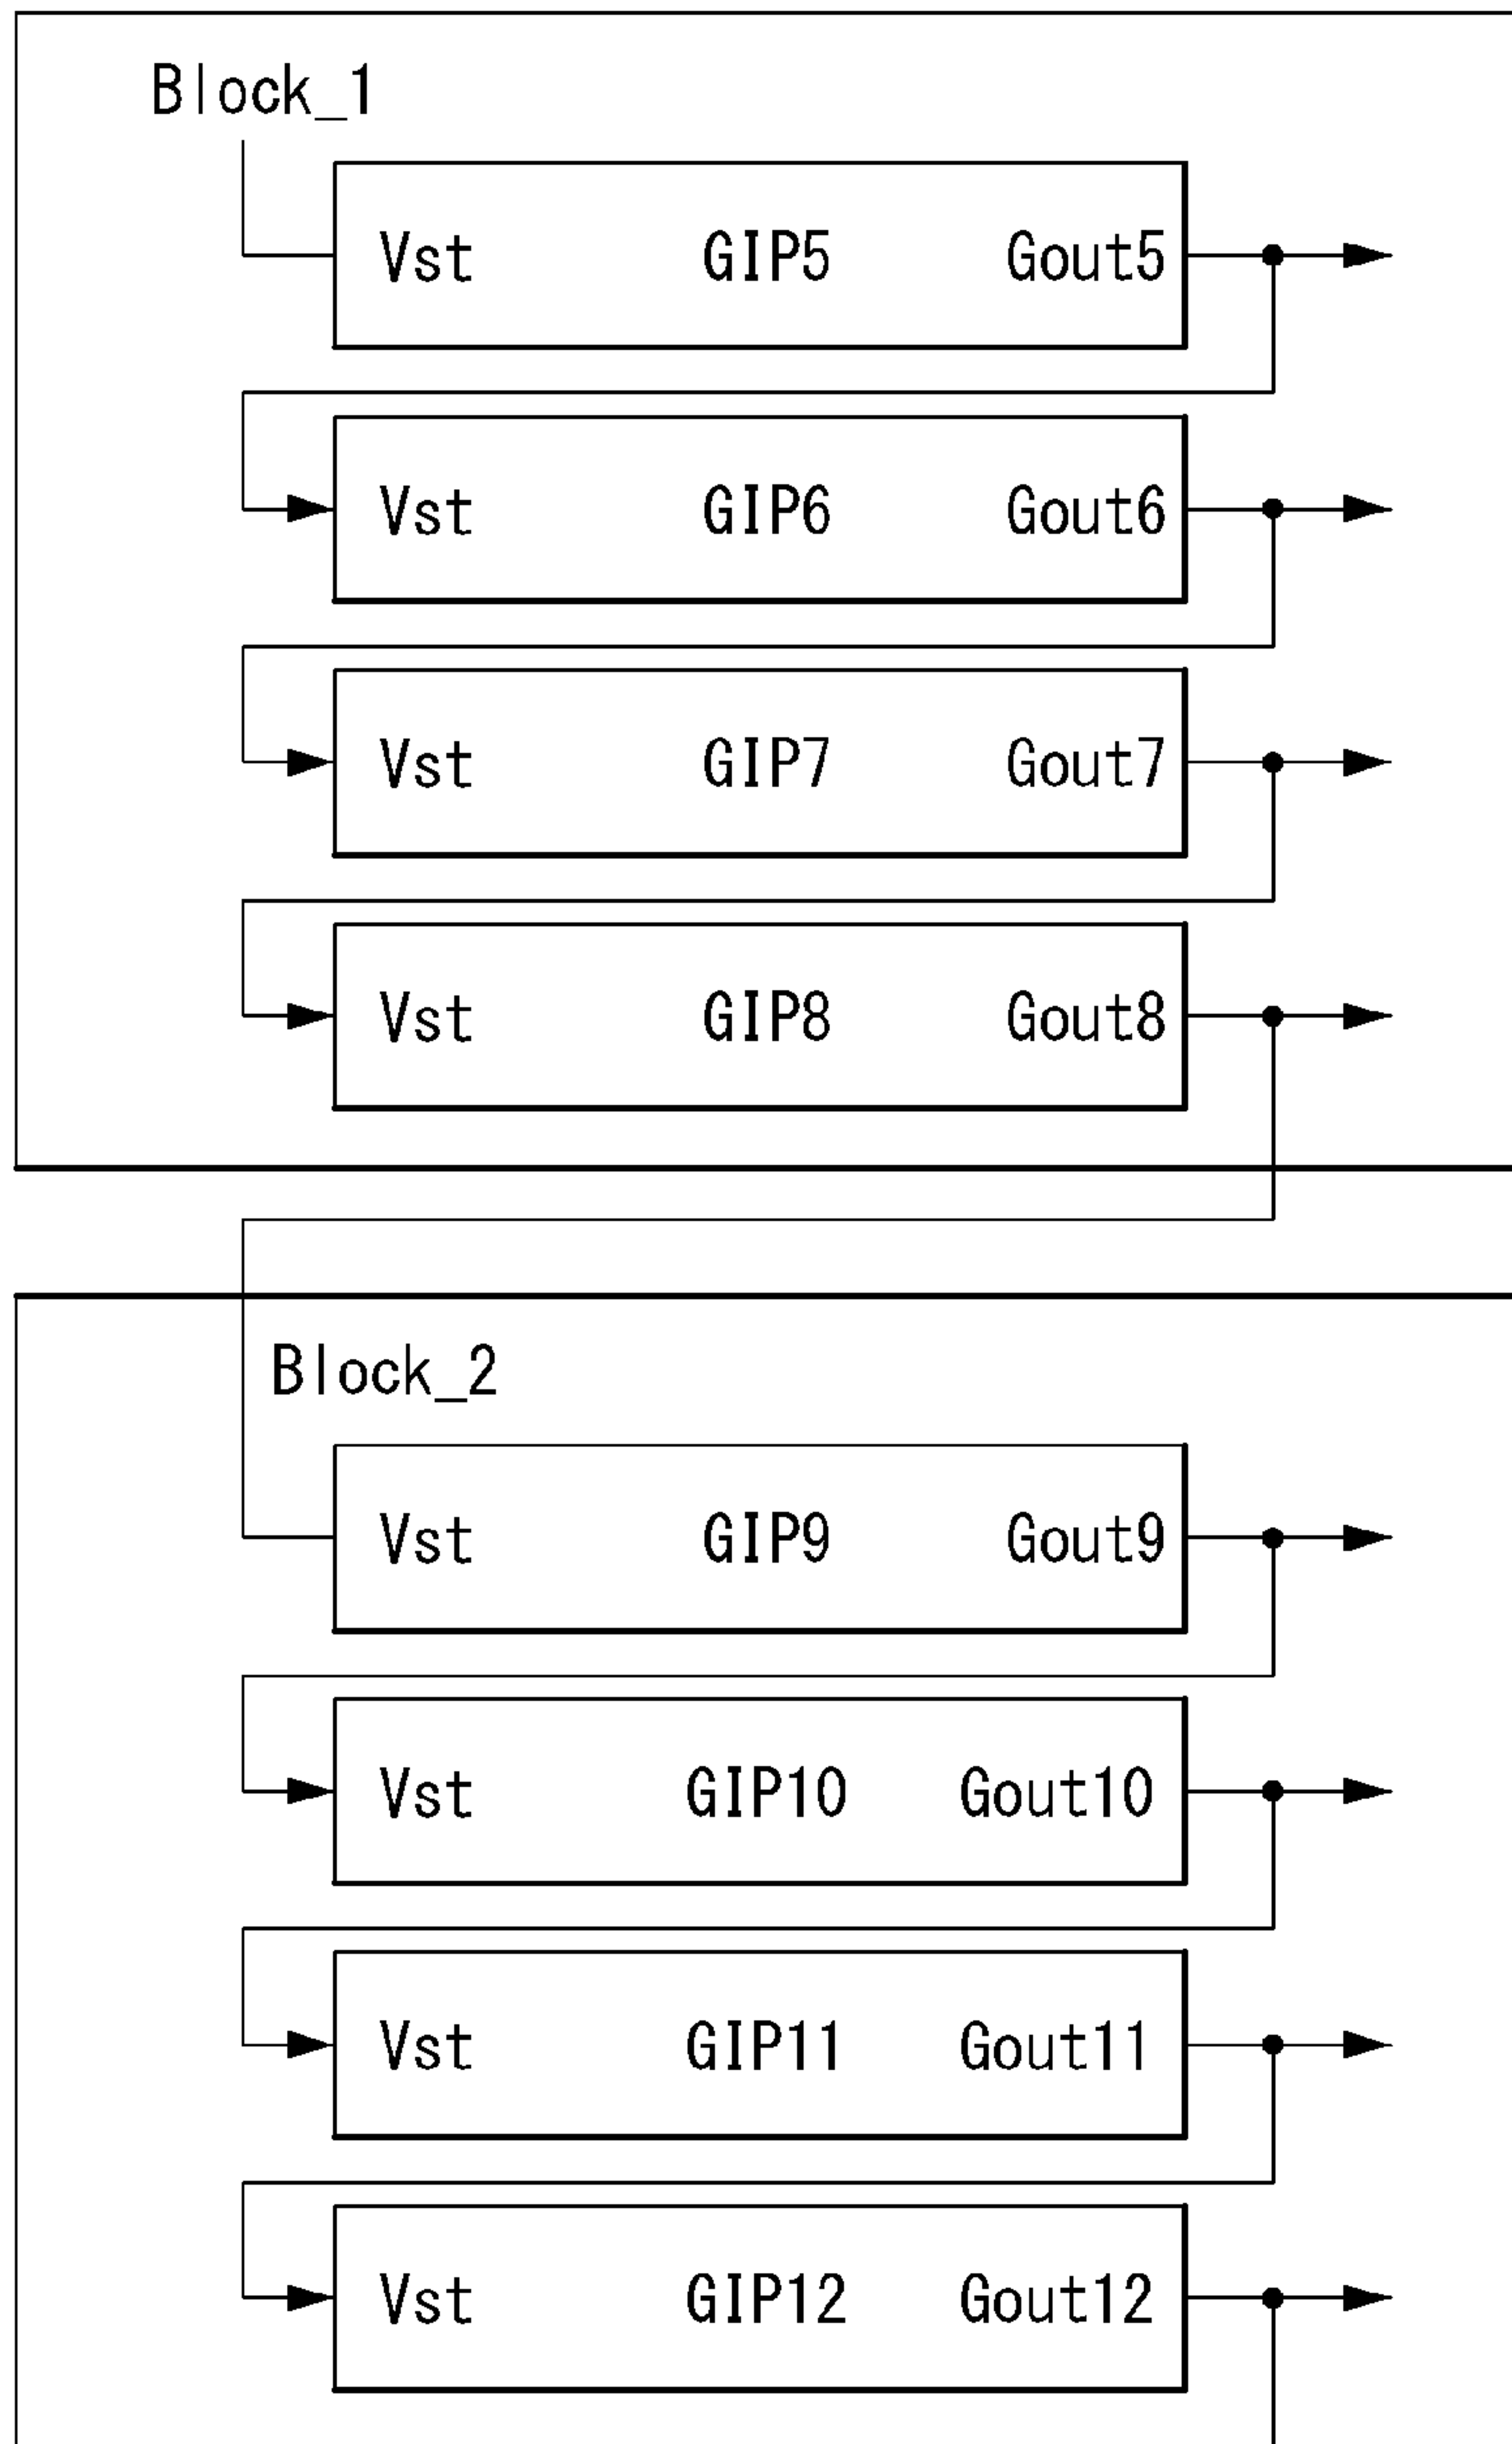 Block_1
Vst GIP5 Gout5
Vst GIP6 Gout6
Vst GIP7 Gout7
Vst GIP8 Gout8
Block_2
Vst GIP9 Gout9
Vst GIP10 Gout10
Vst GIP11 Gout11
Vst GIP12 Gout12